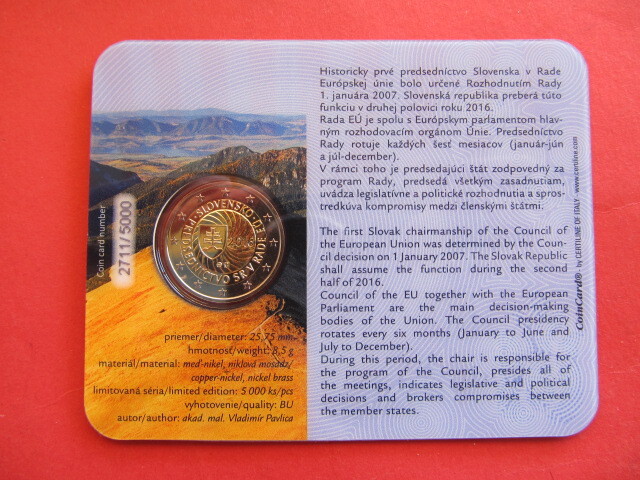 Historicky prvé predsedníctvo Slovenska v Rade
Európskej únie bolo určené Rozhodnutím Rady
1. januára 2007. Slovenská republika preberá túto
funkciu v druhej polovici roku 2016.
Rada EÚ je spolu s Európskym parlamentom hlav-
ným rozhodovacím orgánom Únie. Predsedníctvo
Rady rotuje každých šesť mesiacov (január-jún
a júl-december).
V rámci toho je predsedajúci štát zodpovedný za
program Rady, predsedá všetkým zasadnutiam,
uvádza legislatívne a politické rozhodnutia a spros-
tredkúva kompromisy medzi členskými štátmi.
The first Slovak chairmanship of the Council of
the European Union was determined by the Coun-
cil decision on 1 January 2007. The Slovak Republic
shall assume the function during the second
half of 2016.
Council of the EU together with the European
Parliament are the main decision-making
bodies of the Union. The Council presidency
rotates every six months (January to June and
July to December).
During this period, the chair is responsible for
the program of the Council, presides all of
the meetings, indicates legislative and political
decisions and brokers compromises between
the member states.
CoinCard® - by CERTILINE OF ITALY - www.certiline.com
Coin card number
2711/5000
SLOVENSKO
PREDSEDNÍCTVO SR V RADE EÚ
2016
priemer/diameter: 25,75 mm
hmotnosť/weight: 8,5 g
materiál/material: meď-nikel, niklová mosadz/
copper-nickel, nickel brass
limitovaná séria/limited edition: 5 000 ks/pcs
vyhotovenie/quality: BU
autor/author: akad. mal. Vladimír Pavlica